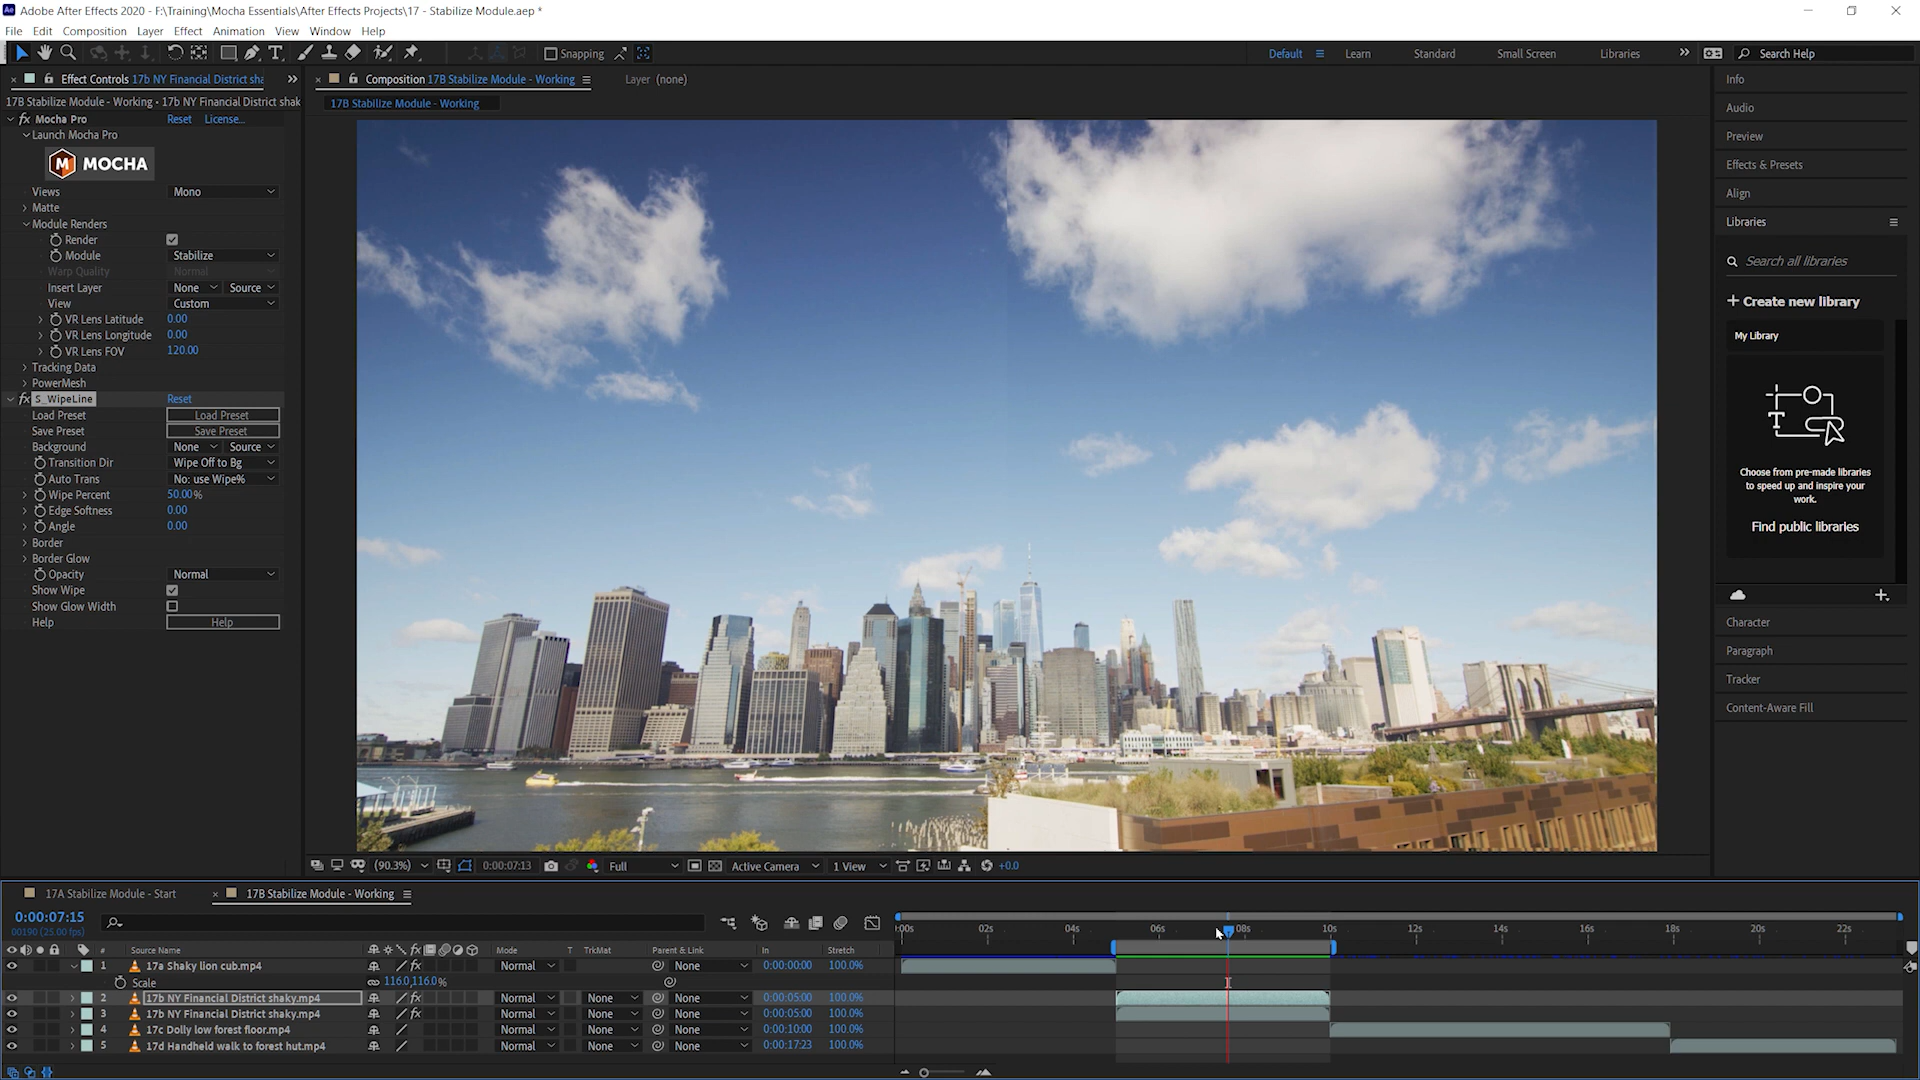 Adobe After Effects 2020 - F:\Training\Mocha Essentials\After Effects Projects\17 - Stabilize Module.aep *
File Edit Composition Layer Effect Animation View Window Help
Snapping
Default Learn Standard Small Screen Libraries Search Help
Effect Controls 17b NY Financial District sha
Composition 17B Stabilize Module - Working
Layer (none)
17B Stabilize Module - Working • 17b NY Financial District shak
17B Stabilize Module - Working
fx Mocha Pro Reset License...
Launch Mocha Pro
M MOCHA
Views Mono
Matte
Module Renders
Render
Module Stabilize
Warp Quality Normal
Insert Layer None Source
View Custom
VR Lens Latitude 0.00
VR Lens Longitude 0.00
VR Lens FOV 120.00
Tracking Data
PowerMesh
fx S_WipeLine Reset
Load Preset Load Preset
Save Preset Save Preset
Background None Source
Transition Dir Wipe Off to Bg
Auto Trans No: use Wipe%
Wipe Percent 50.00%
Edge Softness 0.00
Angle 0.00
Border
Border Glow
Opacity Normal
Show Wipe
Show Glow Width
Help Help
Info
Audio
Preview
Effects & Presets
Align
Libraries
Search all libraries
+ Create new library
My Library
Choose from pre-made libraries
to speed up and inspire your
work.
Find public libraries
Character
Paragraph
Tracker
Content-Aware Fill
(90.3%) 0:00:07:13 Full Active Camera 1 View +0.0
17A Stabilize Module - Start
17B Stabilize Module - Working
0:00:07:15
00190 (25.00 fps)
:00s 02s 04s 06s 08s 10s 12s 14s 16s 18s 20s 22s
# Source Name fx Mode T TrkMat Parent & Link In Stretch
1 17a Shaky lion cub.mp4 fx Normal None 0:00:00:00 100.0%
Scale 116.0,116.0%
2 17b NY Financial District shaky.mp4 fx Normal None None 0:00:05:00 100.0%
3 17b NY Financial District shaky.mp4 fx Normal None None 0:00:05:00 100.0%
4 17c Dolly low forest floor.mp4 Normal None None 0:00:10:00 100.0%
5 17d Handheld walk to forest hut.mp4 Normal None None 0:00:17:23 100.0%